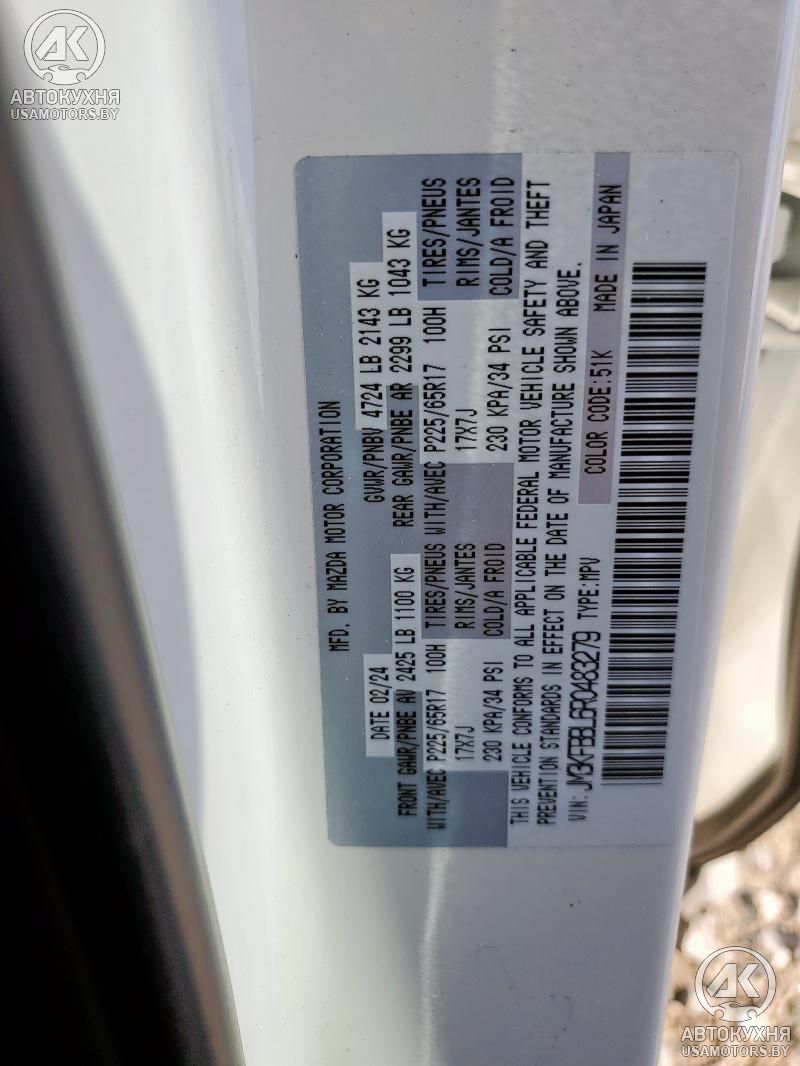 AK
АВТОКУХНЯ
USAMOTORS.BY
MFD. BY MAZDA MOTOR CORPORATION
DATE 02/24 GVWR/PNBV 4724 LB 2143 KG
FRONT GAWR/PNBE AV 2425 LB 1100 KG REAR GAWR/PNBE AR 2299 LB 1043 KG
WITH/AVEC P225/65R17 100H TIRES/PNEUS WITH/AVEC P225/65R17 100H TIRES/PNEUS
17X7J RIMS/JANTES 17X7J RIMS/JANTES
230 KPA/34 PSI COLD/A FROID 230 KPA/34 PSI COLD/A FROID
THIS VEHICLE CONFORMS TO ALL APPLICABLE FEDERAL MOTOR VEHICLE SAFETY AND THEFT
PREVENTION STANDARDS IN EFFECT ON THE DATE OF MANUFACTURE SHOWN ABOVE.
VIN: JM3KFBBL6R0483279 TYPE:MPV COLOR CODE:51K MADE IN JAPAN
AK
АВТОКУХНЯ
USAMOTORS.BY